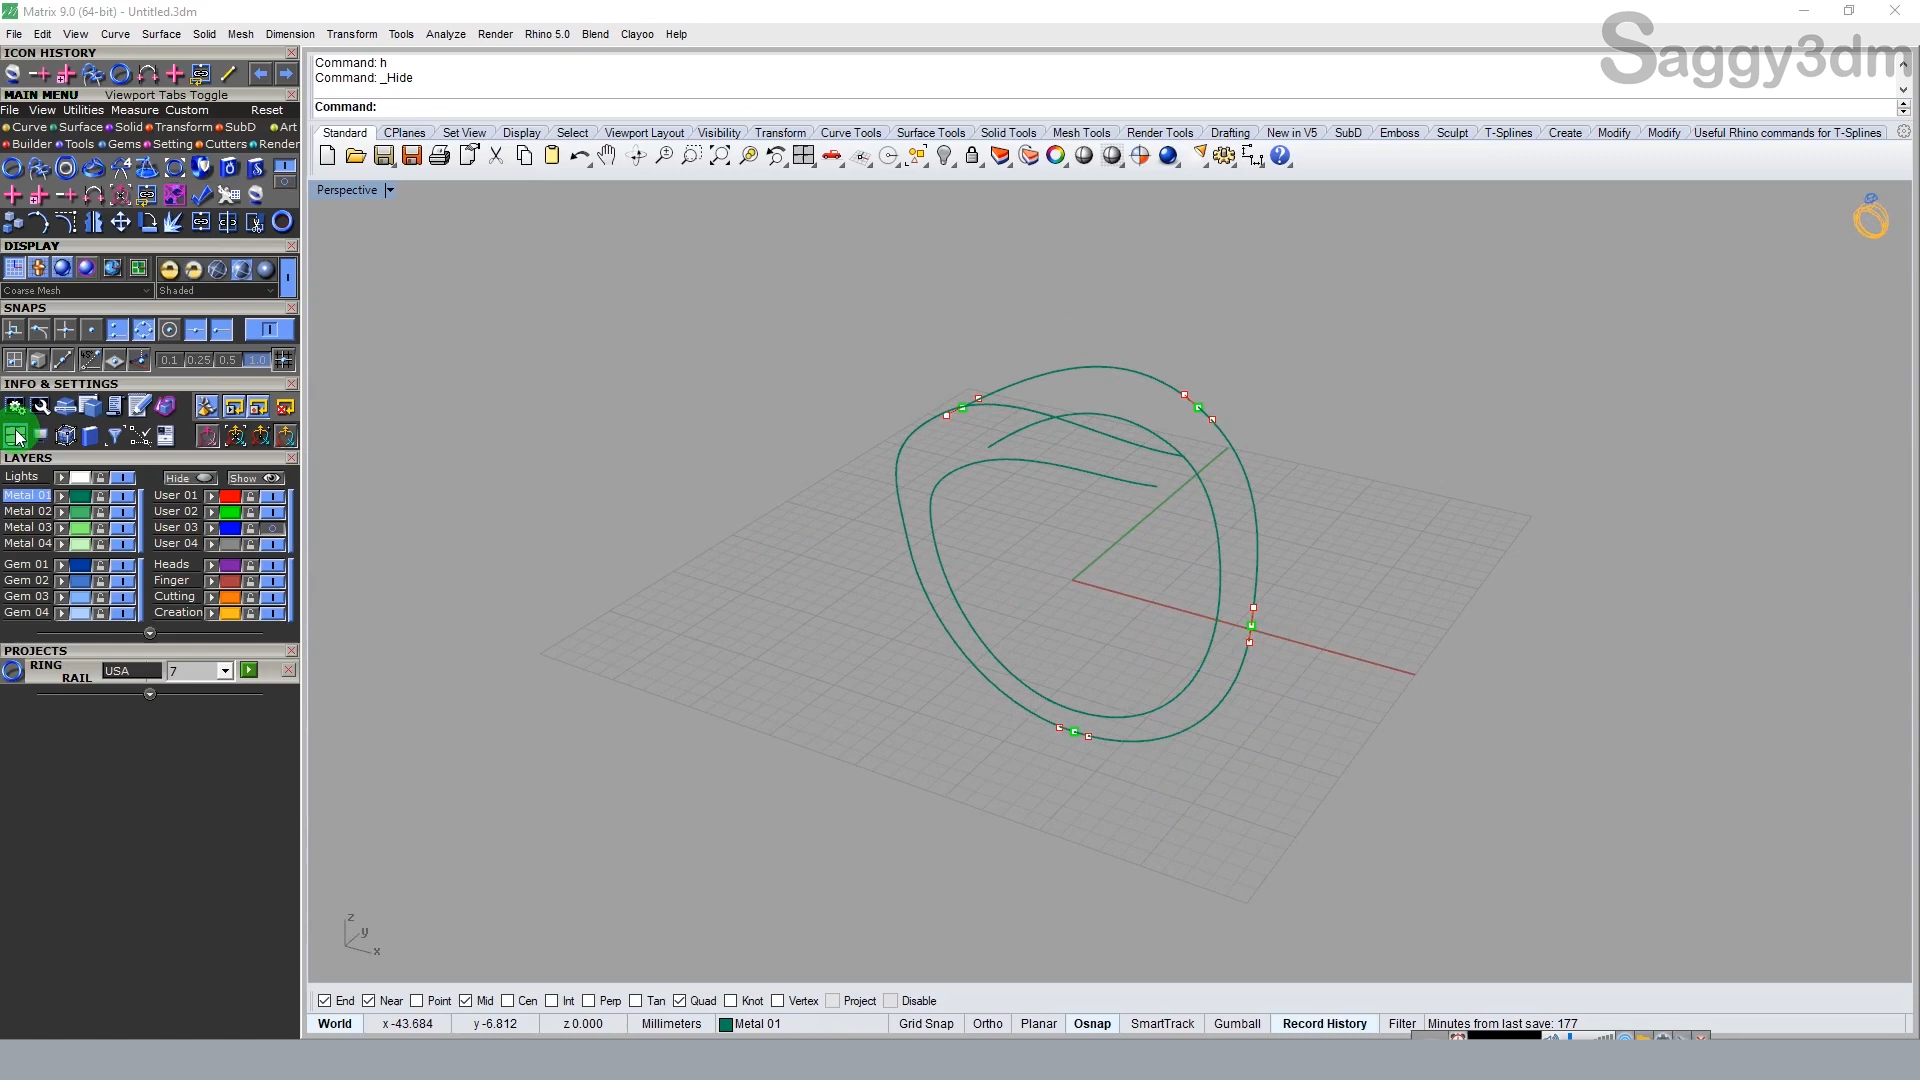 Matrix 9.0 (64-bit) - Untitled.3dm
Saggy3dm
File Edit View Curve Surface Solid Mesh Dimension Transform Tools Analyze Render Rhino 5.0 Blend Clayoo Help
ICON HISTORY
Command: h
Command: _Hide
Command:
MAIN MENU Viewport Tabs Toggle
File View Utilities Measure Custom Reset
Curve Surface Solid Transform SubD Art
Builder Tools Gems Setting Cutters Render
Standard CPlanes Set View Display Select Viewport Layout Visibility Transform Curve Tools Surface Tools Solid Tools Mesh Tools Render Tools Drafting New in V5 SubD Emboss Sculpt T-Splines Create Modify Modify Useful Rhino commands for T-Splines
Perspective
DISPLAY
Coarse Mesh Shaded
SNAPS
0.1 0.25 0.5 1.0
INFO & SETTINGS
LAYERS
Lights Hide Show
Metal 01 User 01
Metal 02 User 02
Metal 03 User 03
Metal 04 User 04
Gem 01 Heads
Gem 02 Finger
Gem 03 Cutting
Gem 04 Creation
PROJECTS
RING RAIL USA 7
z
y
x
End Near Point Mid Cen Int Perp Tan Quad Knot Vertex Project Disable
World x -43.684 y -6.812 z 0.000 Millimeters Metal 01 Grid Snap Ortho Planar Osnap SmartTrack Gumball Record History Filter Minutes from last save: 177